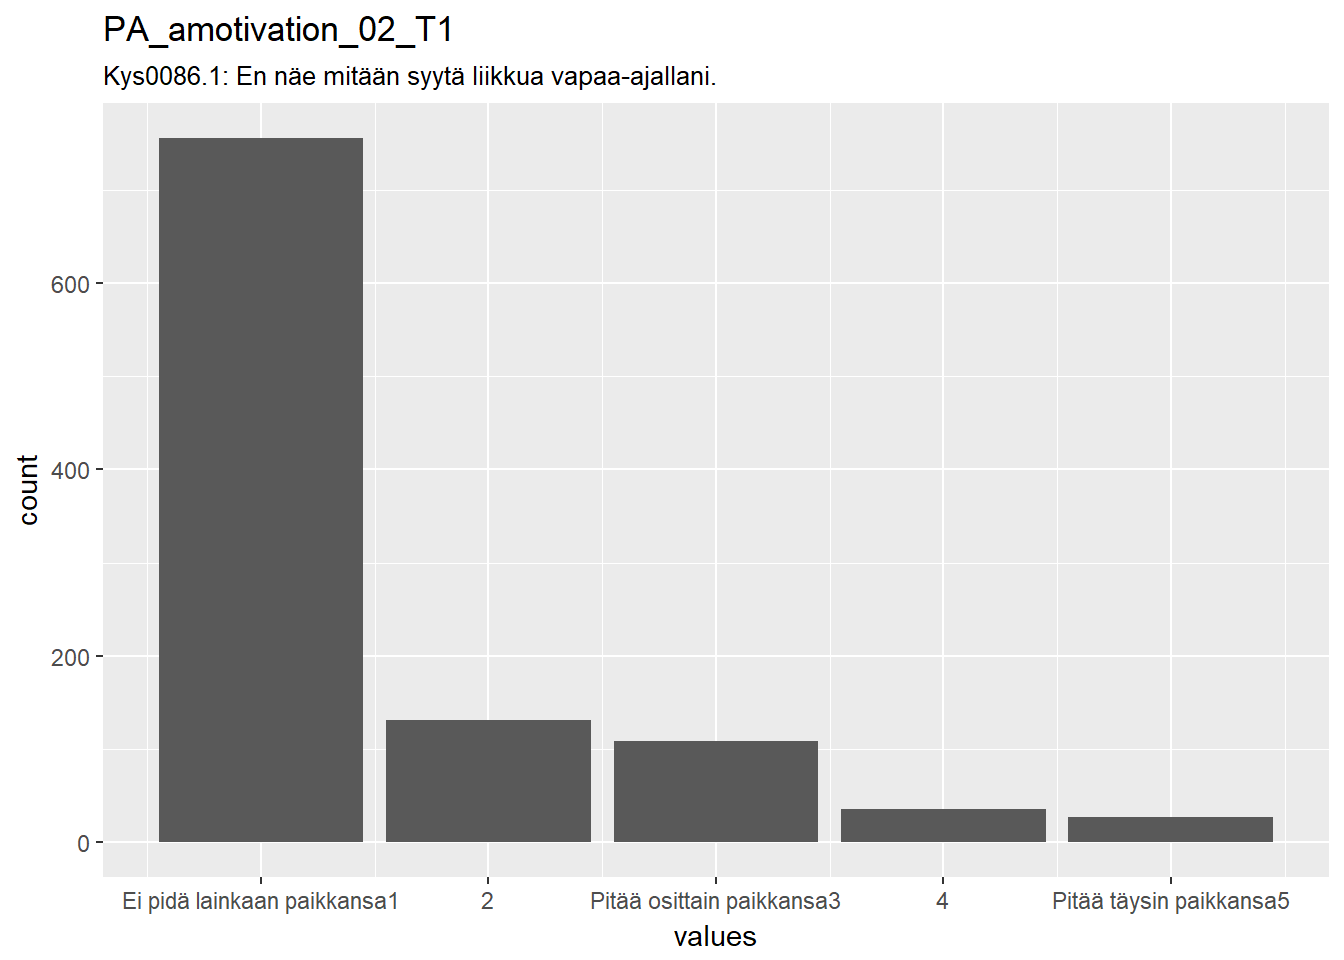 PA_amotivation_02_T1
Kys0086.1: En näe mitään syytä liikkua vapaa-ajallani.
count
600
400
200
0
Ei pidä lainkaan paikkansa1 2 Pitää osittain paikkansa3 4 Pitää täysin paikkansa5
values